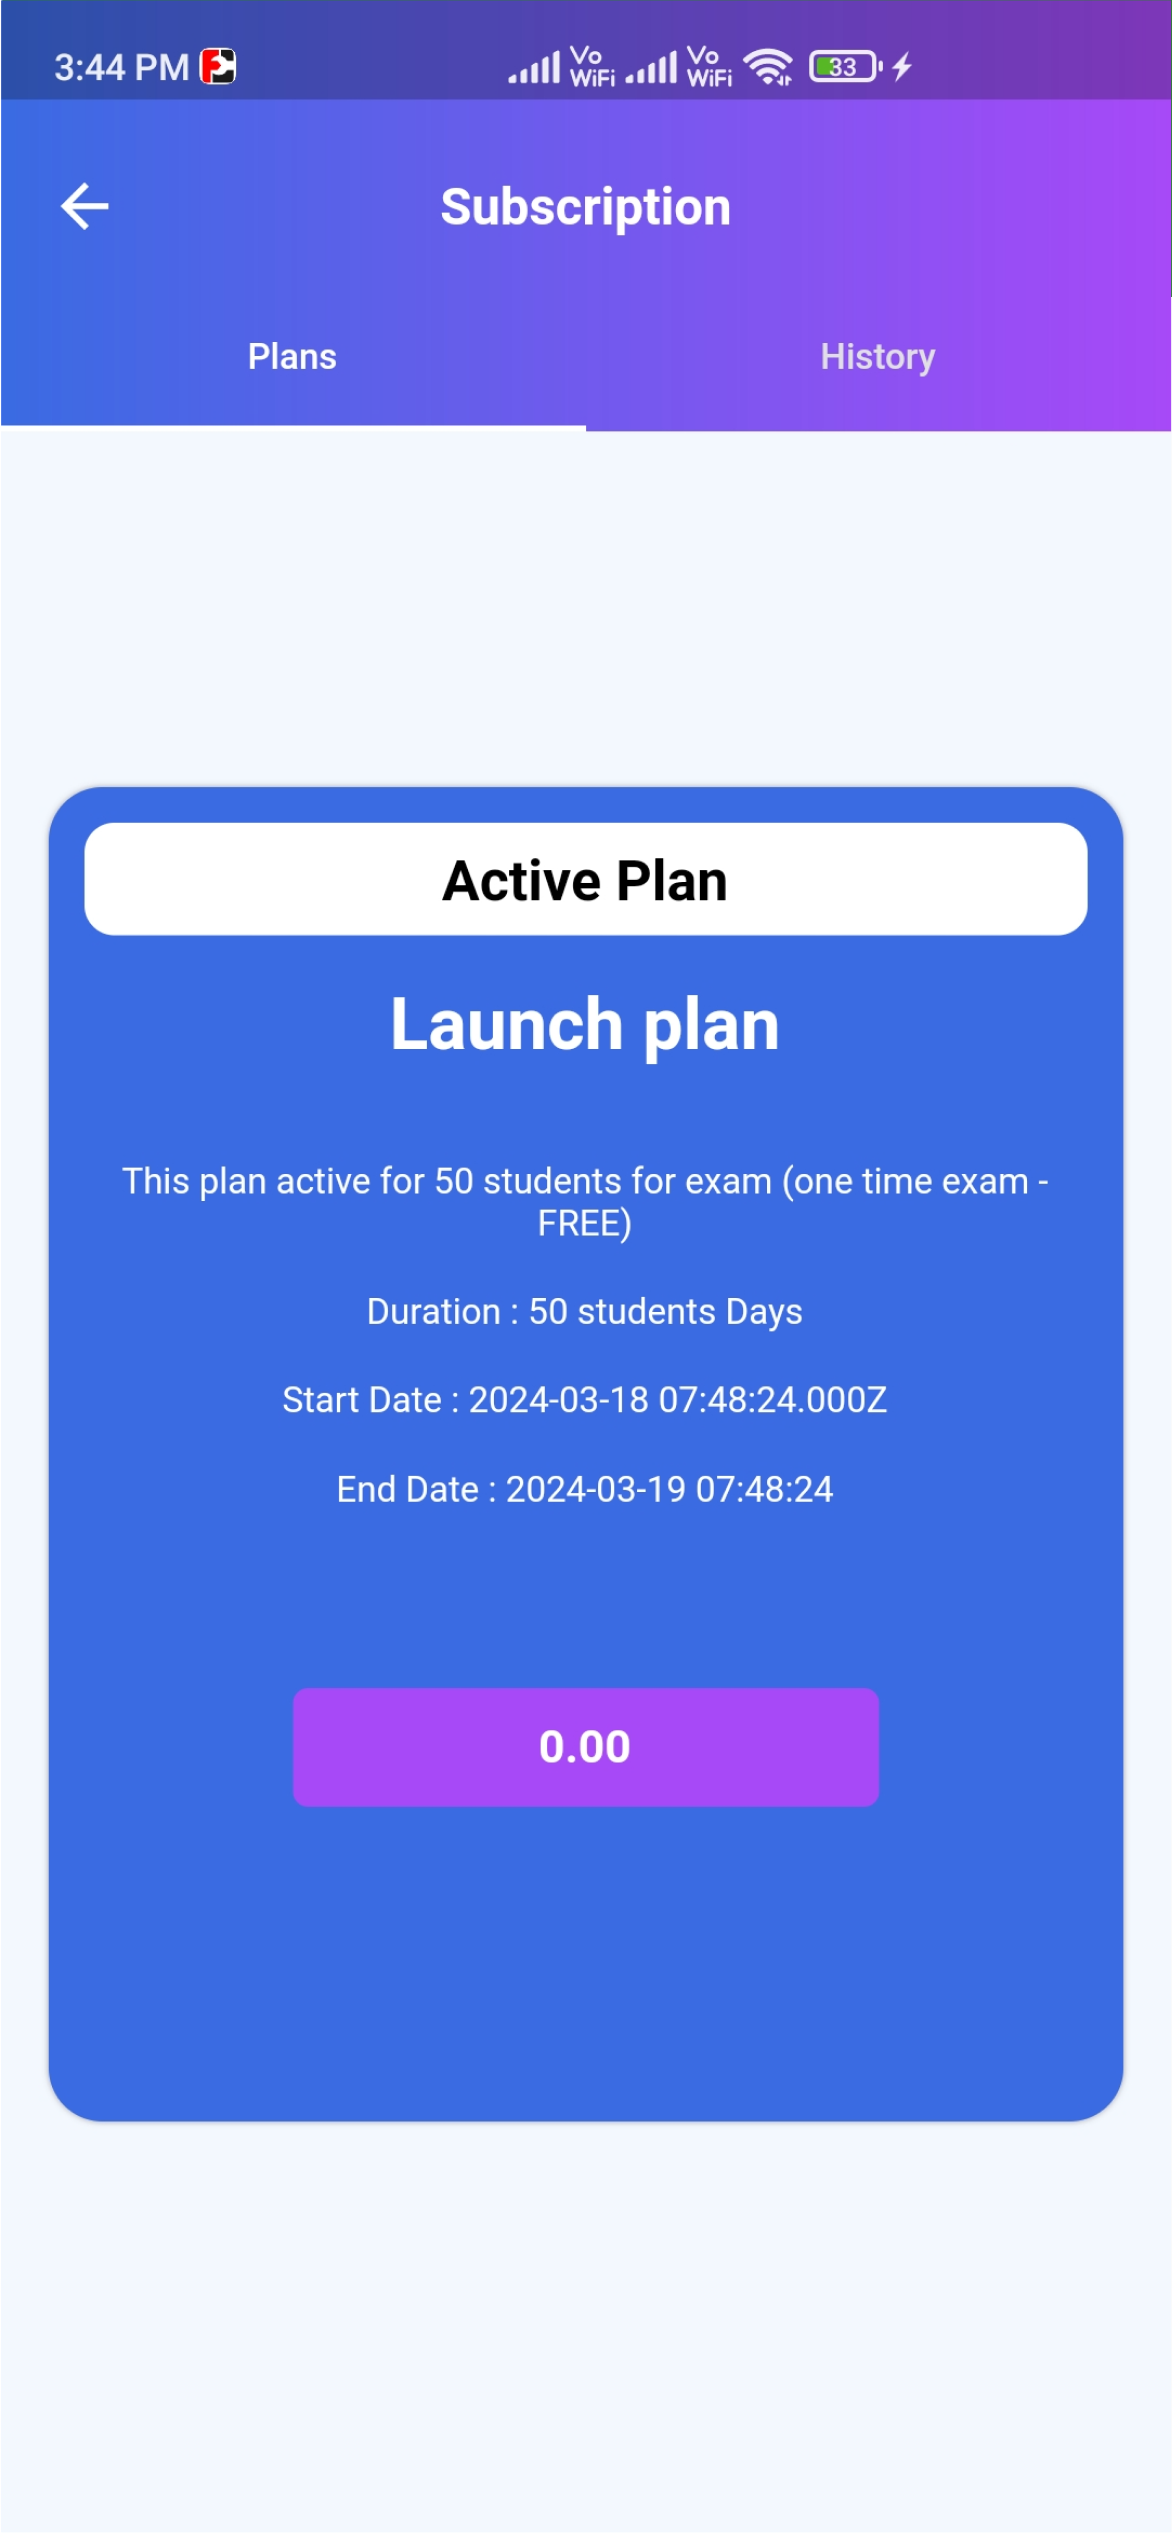 3:44 PM
Vo
WiFi
Vo
WiFi
33
Subscription
Plans
History
Active Plan
Launch plan
This plan active for 50 students for exam (one time exam -
FREE)
Duration : 50 students Days
Start Date : 2024-03-18 07:48:24.000Z
End Date : 2024-03-19 07:48:24
0.00